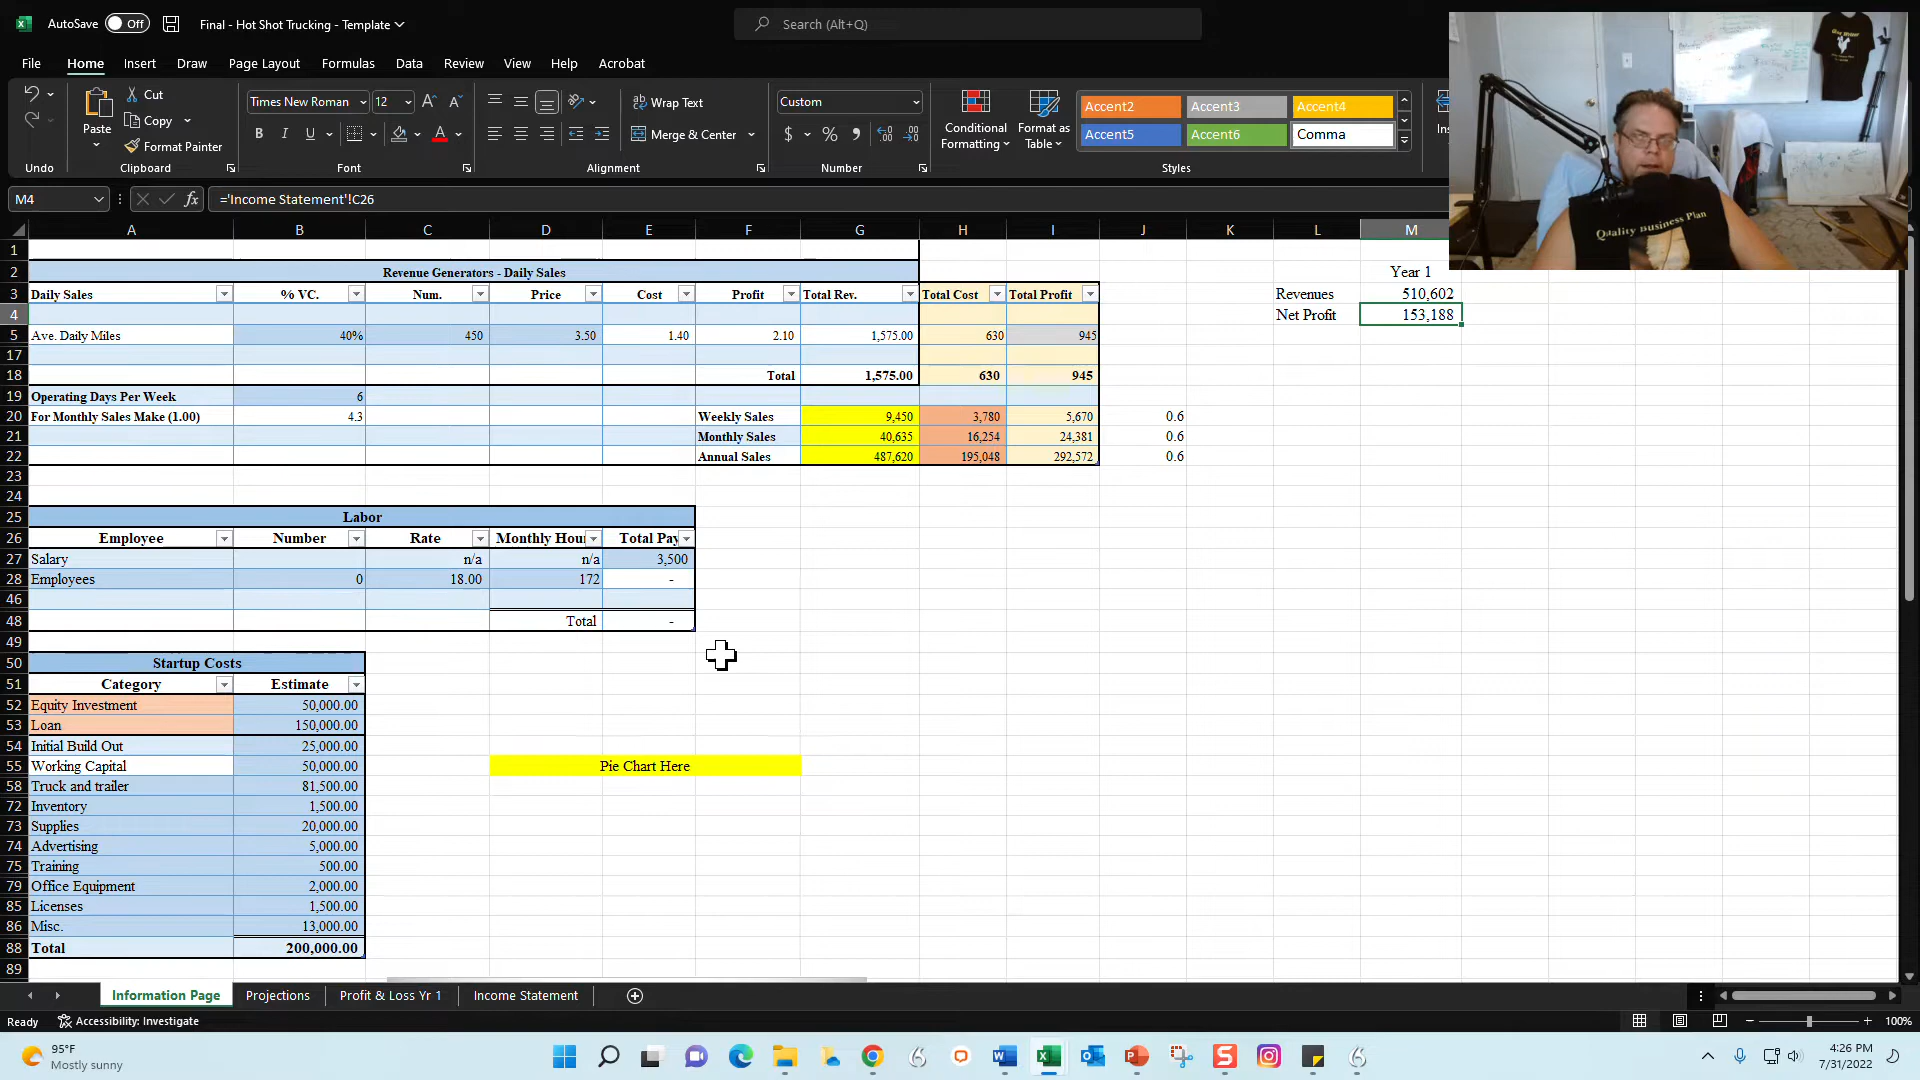 AutoSave Off Final - Hot Shot Trucking - Template Search (Alt+Q)
File Home Insert Draw Page Layout Formulas Data Review View Help Acrobat
Cut Times New Roman 12 Wrap Text Custom Accent2 Accent3 Accent4
Paste Copy Format Painter B I U A Merge & Center $ % Conditional Formatting Format as Table Accent5 Accent6 Comma Ins
Undo Clipboard Font Alignment Number Styles
M4 fx ='Income Statement'!C26
Quality Business Plan
A B C D E F G H I J K L M
1
2 Revenue Generators - Daily Sales Year 1
3 Daily Sales % VC. Num. Price Cost Profit Total Rev. Total Cost Total Profit Revenues 510,602
4 Net Profit 153,188
5 Ave. Daily Miles 40% 450 3.50 1.40 2.10 1,575.00 630 945
17
18 Total 1,575.00 630 945
19 Operating Days Per Week 6
20 For Monthly Sales Make (1.00) 4.3 Weekly Sales 9,450 3,780 5,670 0.6
21 Monthly Sales 40,635 16,254 24,381 0.6
22 Annual Sales 487,620 195,048 292,572 0.6
23
24
25 Labor
26 Employee Number Rate Monthly Hour Total Pay
27 Salary n/a n/a 3,500
28 Employees 0 18.00 172 -
46
48 Total -
49
50 Startup Costs
51 Category Estimate
52 Equity Investment 50,000.00
53 Loan 150,000.00
54 Initial Build Out 25,000.00
55 Working Capital 50,000.00 Pie Chart Here
58 Truck and trailer 81,500.00
72 Inventory 1,500.00
73 Supplies 20,000.00
74 Advertising 5,000.00
75 Training 500.00
79 Office Equipment 2,000.00
85 Licenses 1,500.00
86 Misc. 13,000.00
88 Total 200,000.00
89
Information Page Projections Profit & Loss Yr 1 Income Statement
Ready Accessibility: Investigate 100%
95°F
Mostly sunny
4:26 PM
7/31/2022